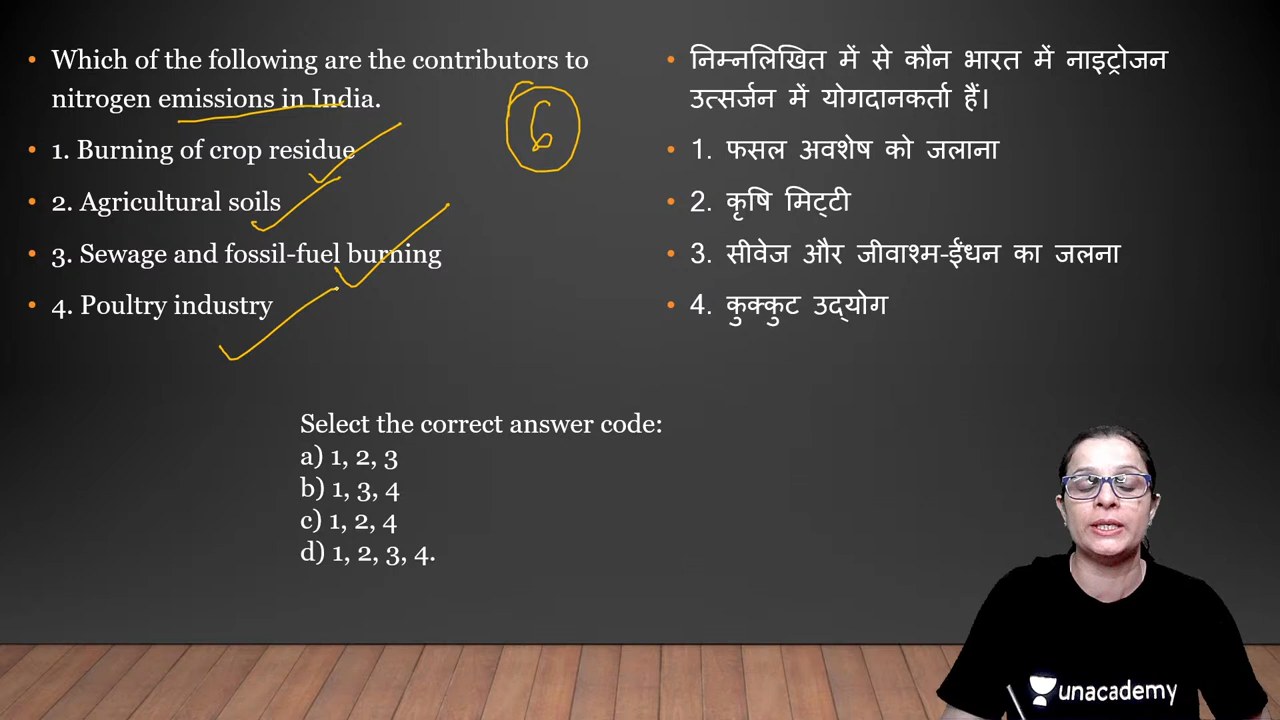 Which of the following are the contributors to
nitrogen emissions in India.
1. Burning of crop residue
2. Agricultural soils
3. Sewage and fossil-fuel burning
4. Poultry industry
6
निम्नलिखित में से कौन भारत में नाइट्रोजन
उत्सर्जन में योगदानकर्ता हैं।
1. फसल अवशेष को जलाना
2. कृषि मिट्टी
3. सीवेज और जीवाश्म-ईंधन का जलना
4. कुक्कुट उद्योग
Select the correct answer code:
a) 1, 2, 3
b) 1, 3, 4
c) 1, 2, 4
d) 1, 2, 3, 4.
unacademy